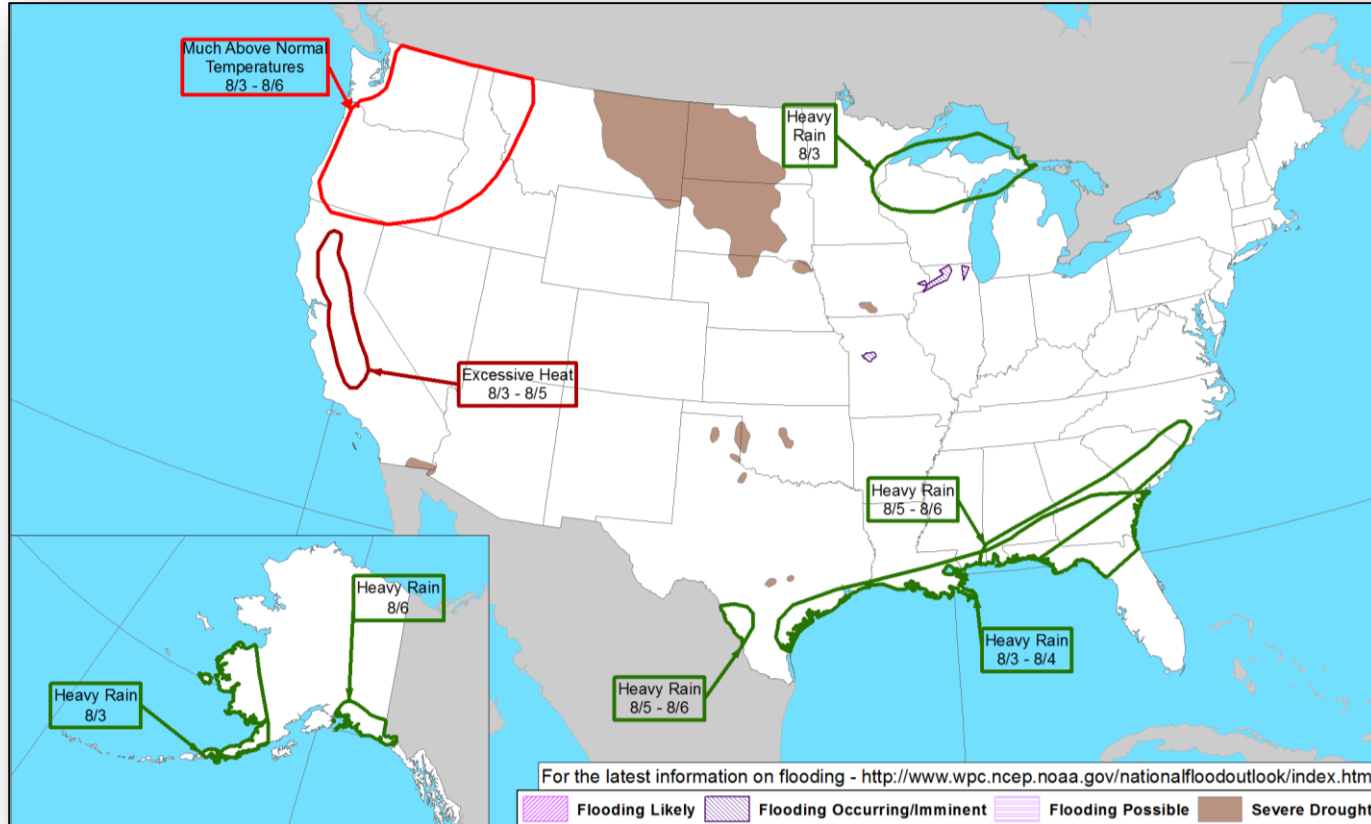 Much Above Normal
Temperatures
8/3 - 8/6
Heavy
Rain
8/3
Excessive Heat
8/3 - 8/5
Heavy Rain
8/5 - 8/6
Heavy Rain
8/6
Heavy Rain
8/3 - 8/4
Heavy Rain
8/3
Heavy Rain
8/5 - 8/6
For the latest information on flooding - http://www.wpc.ncep.noaa.gov/nationalfloodoutlook/index.htm
Flooding Likely Flooding Occurring/Imminent Flooding Possible Severe Drought